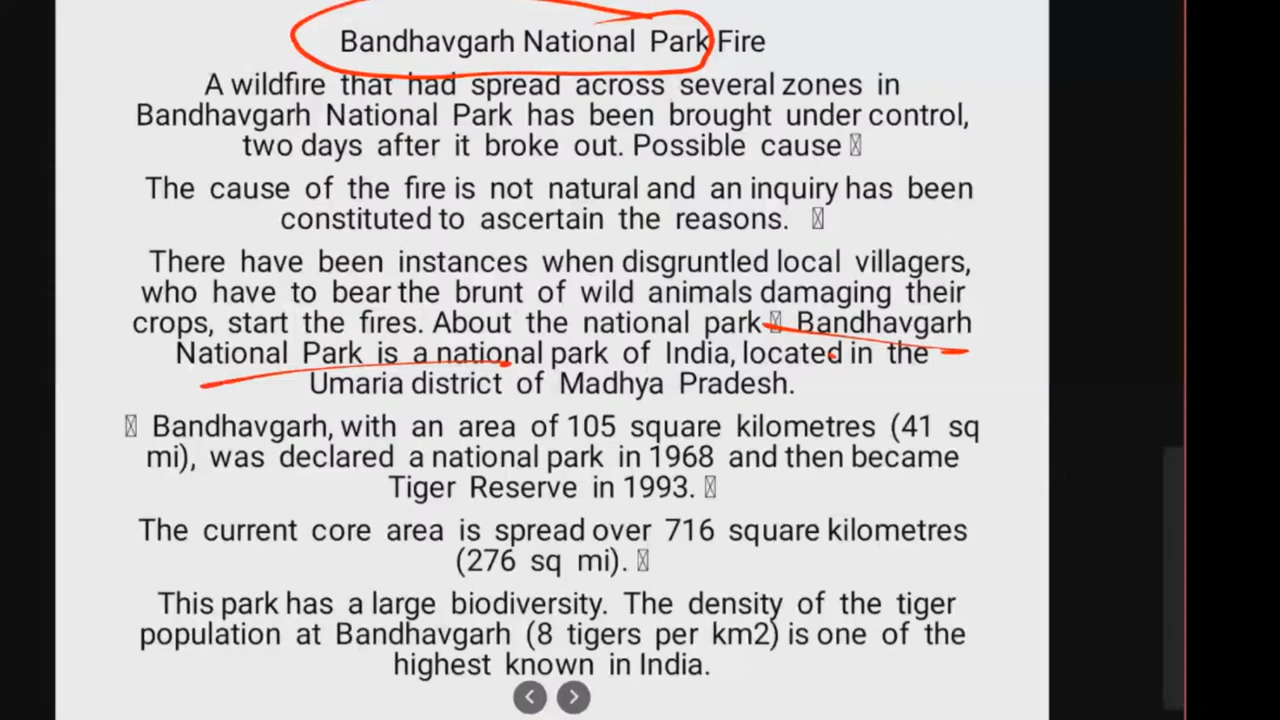 Bandhavgarh National Park Fire
A wildfire that had spread across several zones in
Bandhavgarh National Park has been brought under control,
two days after it broke out. Possible cause
The cause of the fire is not natural and an inquiry has been
constituted to ascertain the reasons.
There have been instances when disgruntled local villagers,
who have to bear the brunt of wild animals damaging their
crops, start the fires. About the national park Bandhavgarh
National Park is a national park of India, located in the
Umaria district of Madhya Pradesh.
Bandhavgarh, with an area of 105 square kilometres (41 sq
mi), was declared a national park in 1968 and then became
Tiger Reserve in 1993.
The current core area is spread over 716 square kilometres
(276 sq mi).
This park has a large biodiversity. The density of the tiger
population at Bandhavgarh (8 tigers per km2) is one of the
highest known in India.